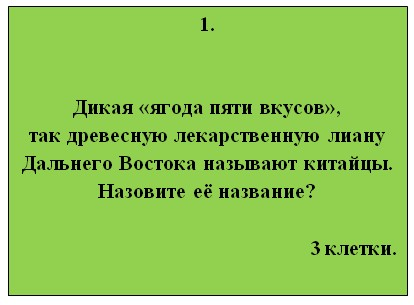 1.
Дикая «ягода пяти вкусов»,
так древесную лекарственную лиану
Дальнего Востока называют китайцы.
Назовите её название?
3 клетки.